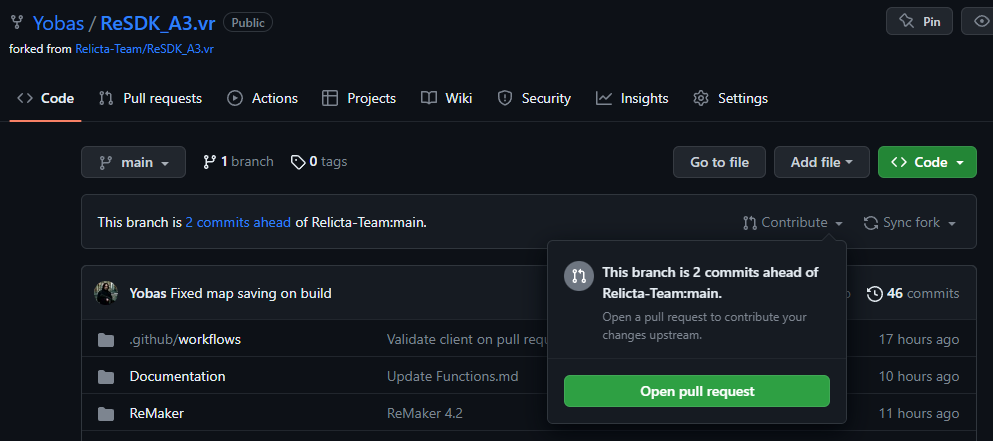 Yobas / ReSDK_A3.vr Public
Pin
forked from Relicta-Team/ReSDK_A3.vr
Code Pull requests Actions Projects Wiki Security Insights Settings
main 1 branch 0 tags Go to file Add file Code
This branch is 2 commits ahead of Relicta-Team:main. Contribute Sync fork
This branch is 2 commits ahead of
Relicta-Team:main.
Open a pull request to contribute your
changes upstream.
Open pull request
Yobas Fixed map saving on build 46 commits
.github/workflows Validate client on pull requ 17 hours ago
Documentation Update Functions.md 10 hours ago
ReMaker ReMaker 4.2 11 hours ago